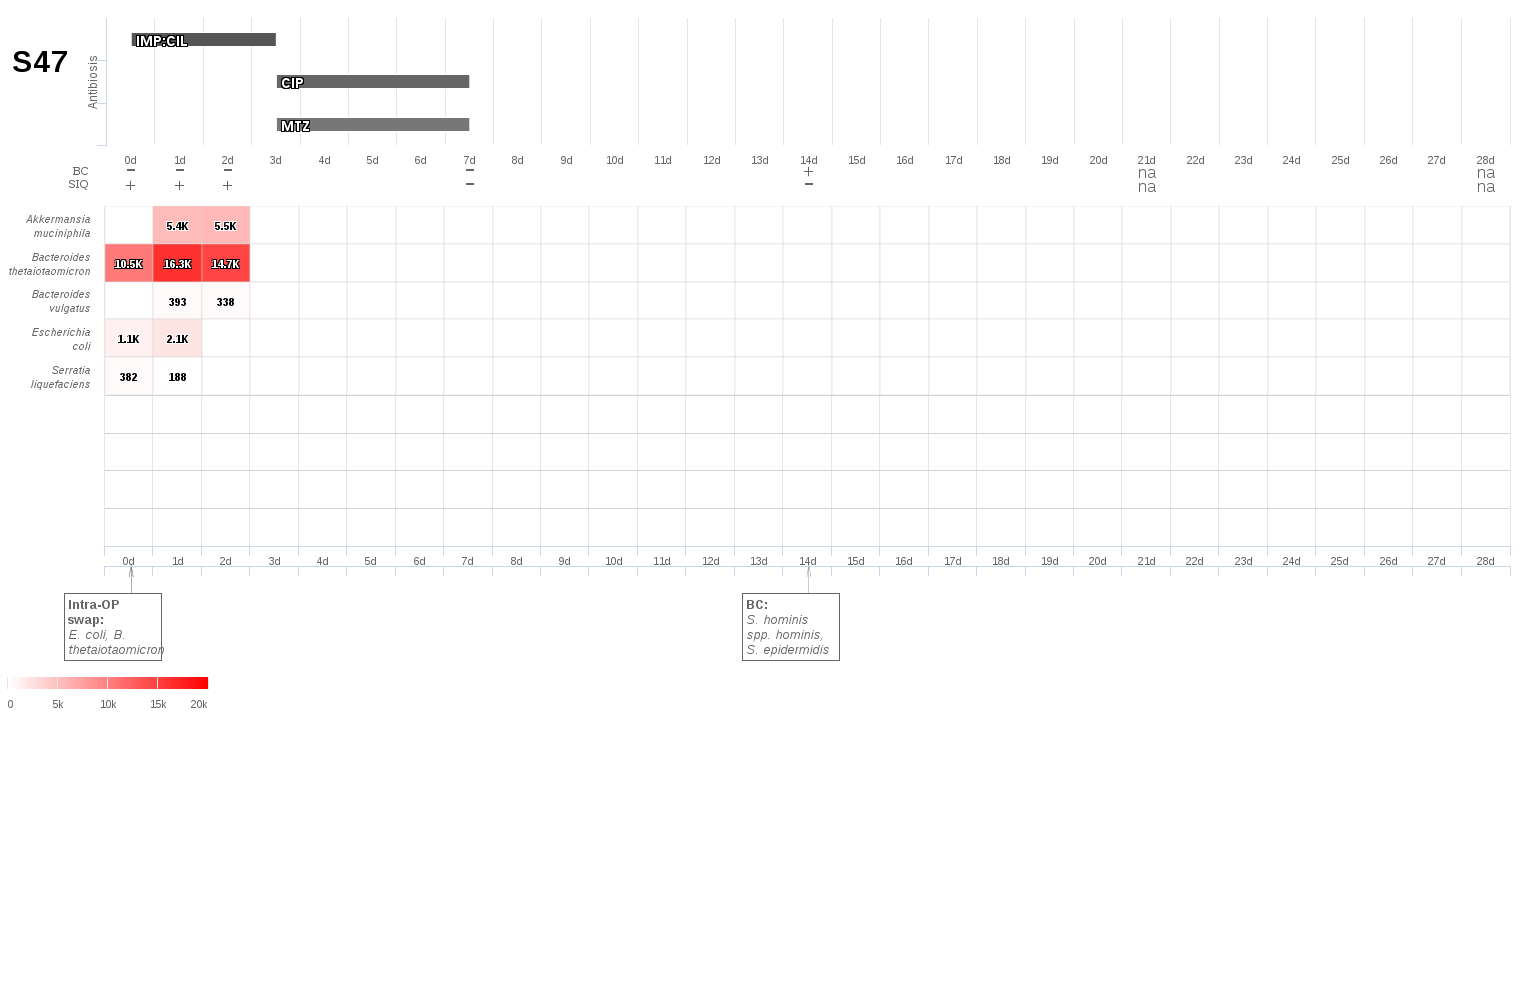 S47
Antibiosis
IMP:CIL
CIP
MTZ
0d 1d 2d 3d 4d 5d 6d 7d 8d 9d 10d 11d 12d 13d 14d 15d 16d 17d 18d 19d 20d 21d 22d 23d 24d 25d 26d 27d 28d
BC - - - - + na na
SIQ + + + - - na na
Akkermansia
muciniphila
5.4K 5.5K
Bacteroides
thetaiotaomicron
10.5K 16.3K 14.7K
Bacteroides
vulgatus
393 338
Escherichia
coli
1.1K 2.1K
Serratia
liquefaciens
382 188
0d 1d 2d 3d 4d 5d 6d 7d 8d 9d 10d 11d 12d 13d 14d 15d 16d 17d 18d 19d 20d 21d 22d 23d 24d 25d 26d 27d 28d
Intra-OP
swap:
E. coli, B.
thetaiotaomicron
BC:
S. hominis
spp. hominis,
S. epidermidis
0 5k 10k 15k 20k